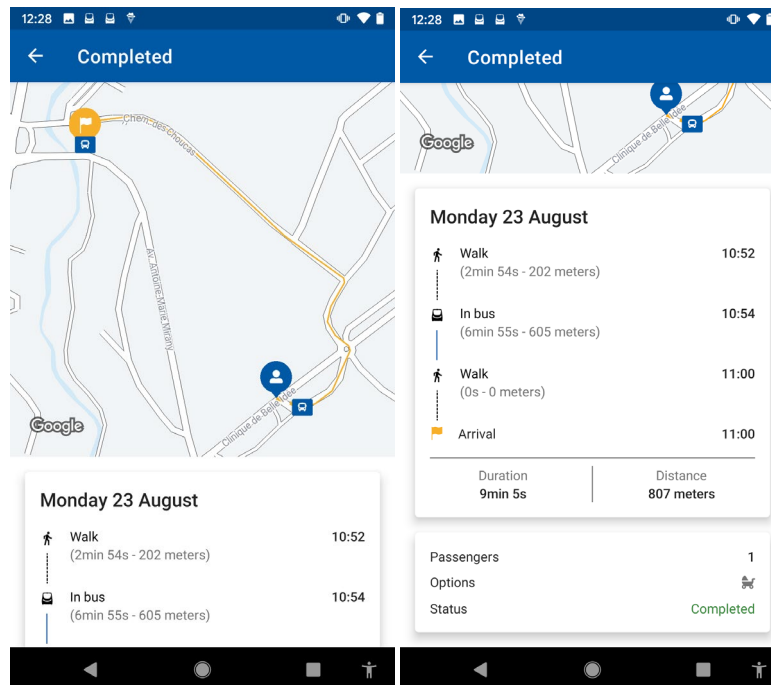 12:28
Completed
Chem. des Choucas
Av. Antoine-Marie Mirany
Clinique de Belle-Idée
Google
Monday 23 August
Walk 10:52
(2min 54s - 202 meters)
In bus 10:54
(6min 55s - 605 meters)
12:28
Completed
Clinique de Belle-Idée
Google
Monday 23 August
Walk 10:52
(2min 54s - 202 meters)
In bus 10:54
(6min 55s - 605 meters)
Walk 11:00
(0s - 0 meters)
Arrival 11:00
Duration Distance
9min 5s 807 meters
Passengers 1
Options
Status Completed